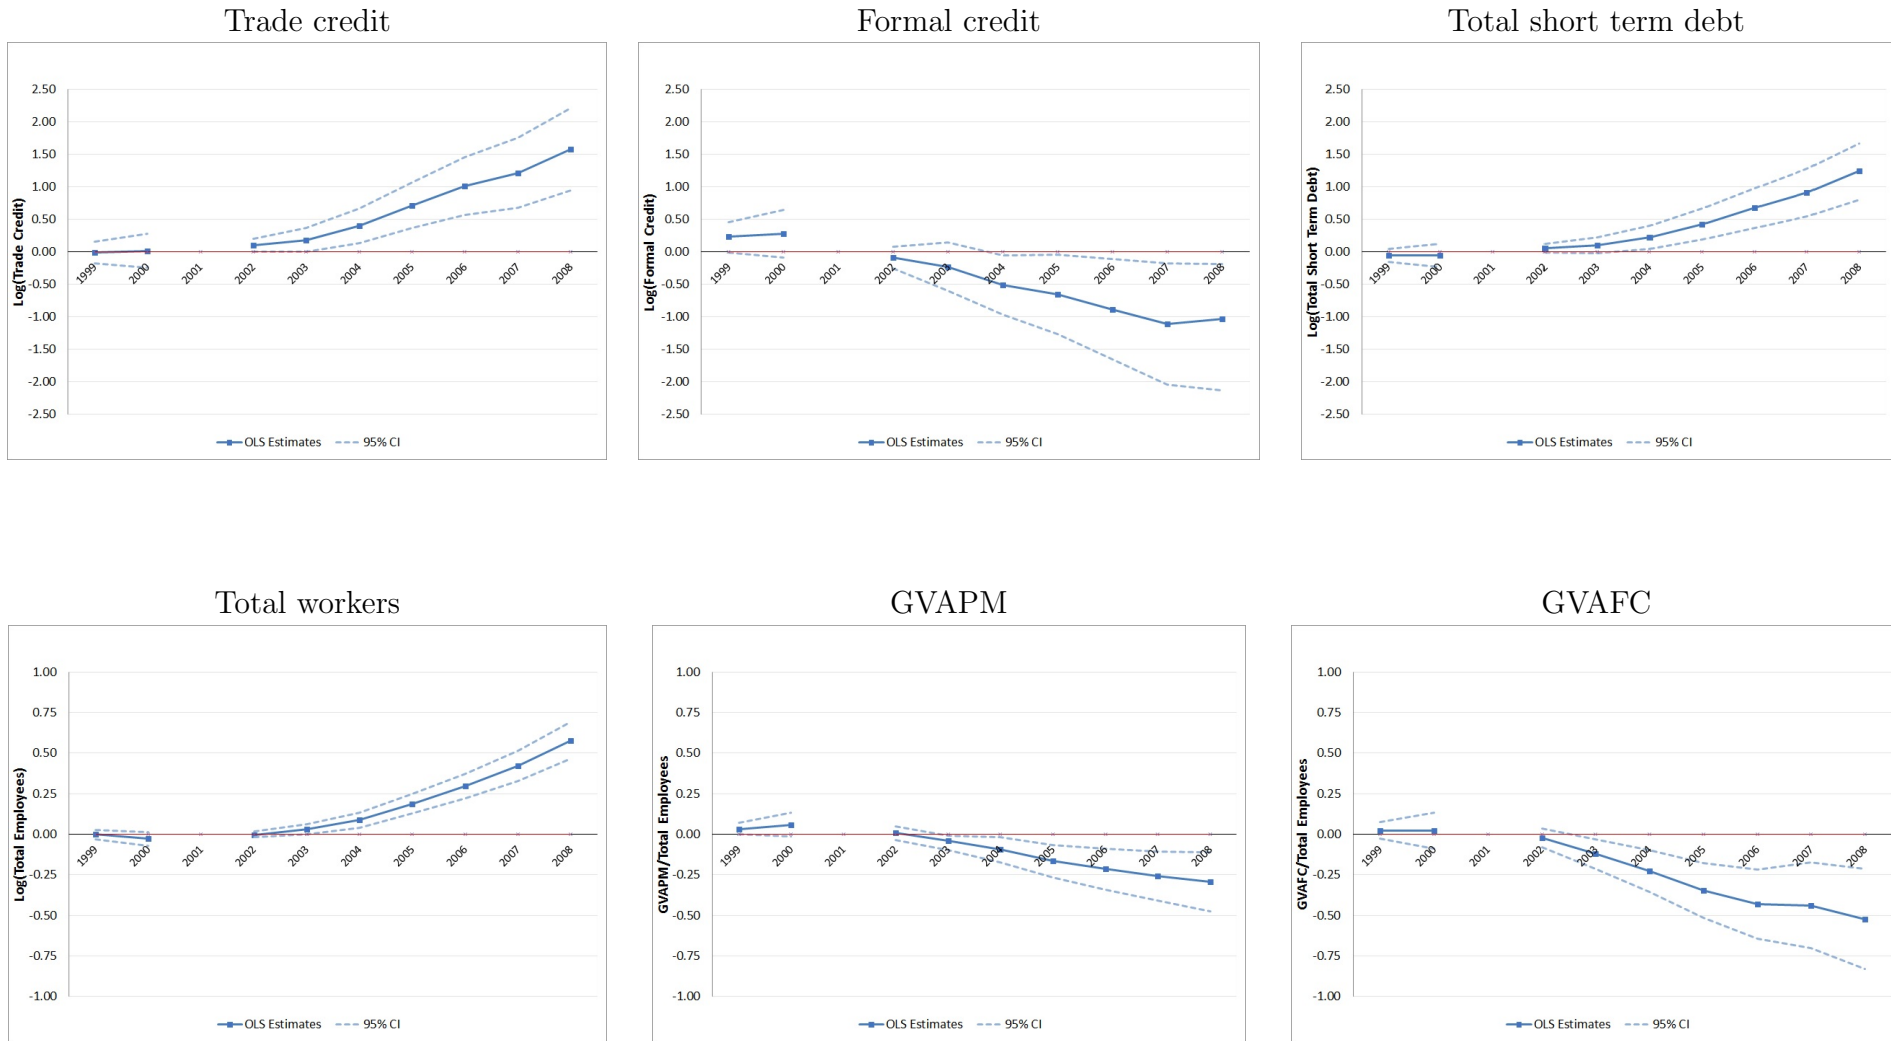 Trade credit
Log(Trade Credit)
2.50
2.00
1.50
1.00
0.50
0.00
-0.50
-1.00
-1.50
-2.00
-2.50
1999 2000 2001 2002 2003 2004 2005 2006 2007 2008
OLS Estimates 95% CI
Formal credit
Log(Formal Credit)
2.50
2.00
1.50
1.00
0.50
0.00
-0.50
-1.00
-1.50
-2.00
-2.50
1999 2000 2001 2002 2003 2004 2005 2006 2007 2008
OLS Estimates 95% CI
Total short term debt
Log(Total Short Term Debt)
2.50
2.00
1.50
1.00
0.50
0.00
-0.50
-1.00
-1.50
-2.00
-2.50
1999 2000 2001 2002 2003 2004 2005 2006 2007 2008
OLS Estimates 95% CI
Total workers
Log(Total Employees)
1.00
0.75
0.50
0.25
0.00
-0.25
-0.50
-0.75
-1.00
1999 2000 2001 2002 2003 2004 2005 2006 2007 2008
OLS Estimates 95% CI
GVAPM
GVAPM/Total Employees
1.00
0.75
0.50
0.25
0.00
-0.25
-0.50
-0.75
-1.00
1999 2000 2001 2002 2003 2004 2005 2006 2007 2008
OLS Estimates 95% CI
GVAFC
GVAFC/Total Employees
1.00
0.75
0.50
0.25
0.00
-0.25
-0.50
-0.75
-1.00
1999 2000 2001 2002 2003 2004 2005 2006 2007 2008
OLS Estimates 95% CI